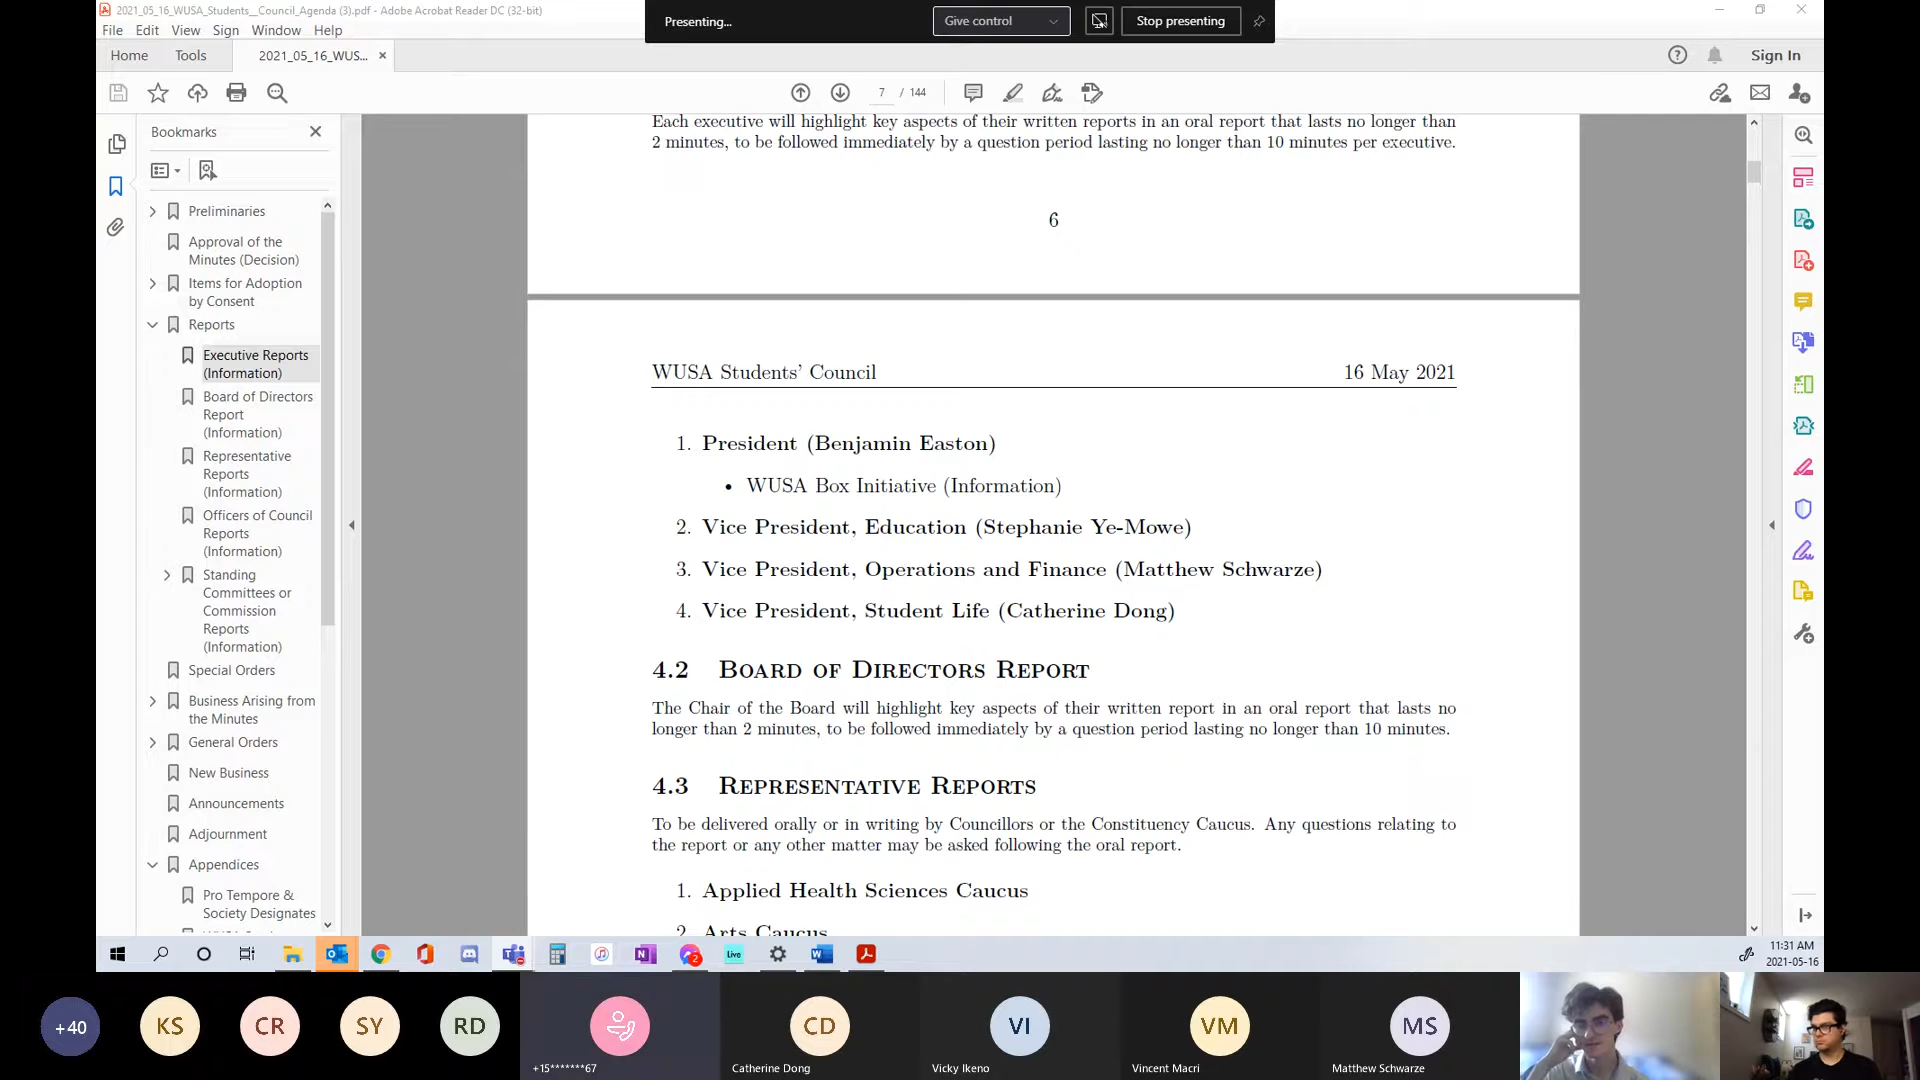 2021_05_16_WUSA_Students__Council_Agenda (3).pdf - Adobe Acrobat Reader DC (32-bit)
File Edit View Sign Window Help
Presenting...
Give control
Stop presenting
Home Tools
2021_05_16_WUS...
Sign In
7 / 144
Bookmarks
Preliminaries
Approval of the
Minutes (Decision)
Items for Adoption
by Consent
Reports
Executive Reports
(Information)
Board of Directors
Report
(Information)
Representative
Reports
(Information)
Officers of Council
Reports
(Information)
Standing
Committees or
Commission
Reports
(Information)
Special Orders
Business Arising from
the Minutes
General Orders
New Business
Announcements
Adjournment
Appendices
Pro Tempore &
Society Designates
Each executive will highlight key aspects of their written reports in an oral report that lasts no longer than
2 minutes, to be followed immediately by a question period lasting no longer than 10 minutes per executive.
6
WUSA Students' Council 16 May 2021
1. President (Benjamin Easton)
• WUSA Box Initiative (Information)
2. Vice President, Education (Stephanie Ye-Mowe)
3. Vice President, Operations and Finance (Matthew Schwarze)
4. Vice President, Student Life (Catherine Dong)
4.2 BOARD OF DIRECTORS REPORT
The Chair of the Board will highlight key aspects of their written report in an oral report that lasts no
longer than 2 minutes, to be followed immediately by a question period lasting no longer than 10 minutes.
4.3 REPRESENTATIVE REPORTS
To be delivered orally or in writing by Councillors or the Constituency Caucus. Any questions relating to
the report or any other matter may be asked following the oral report.
1. Applied Health Sciences Caucus
2. Arts Caucus
Live
2
11:31 AM
2021-05-16
+40
KS
CR
SY
RD
+15*******67
CD
Catherine Dong
VI
Vicky Ikeno
VM
Vincent Macri
MS
Matthew Schwarze